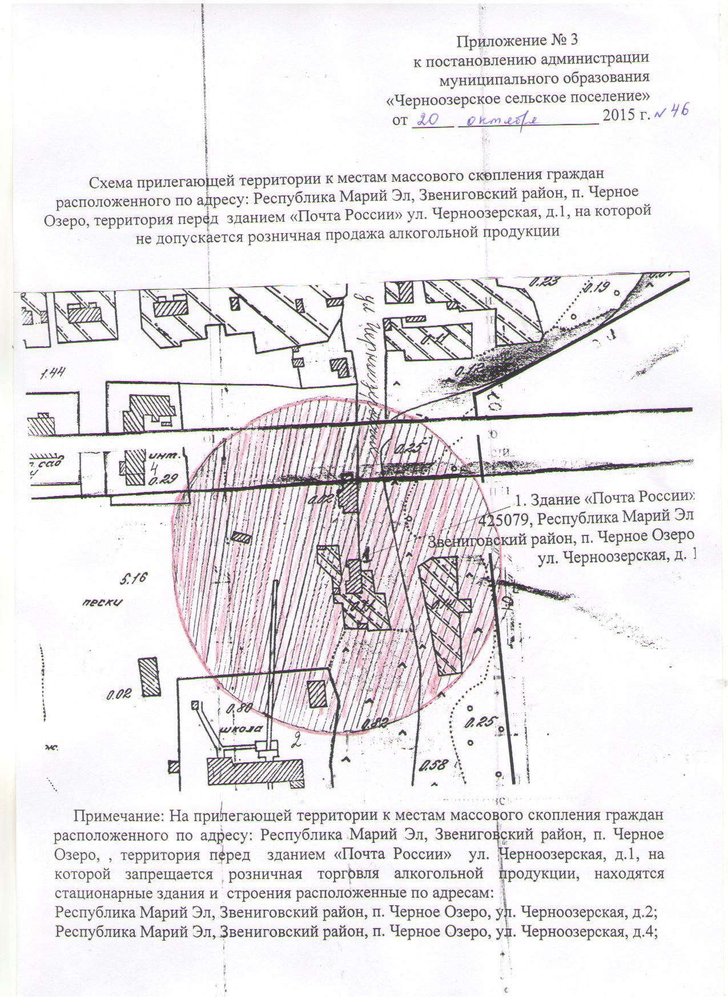 Приложение № 3
к постановлению администрации
муниципального образования
«Черноозерское сельское поселение»
от 20 октября 2015 г. № 46
Схема прилегающей территории к местам массового скопления граждан
расположенного по адресу: Республика Марий Эл, Звениговский район, п. Черное
Озеро, территория перед зданием «Почта России» ул. Черноозерская, д.1, на которой
не допускается розничная продажа алкогольной продукции
0.23
0.19
0.12
1.44
0.25
сад
инт.
4
0.29
0.02
1. Здание «Почта России»
425079, Республика Марий Эл
Звениговский район, п. Черное Озеро
ул. Черноозерская, д. 1
1
5.16
пески
0.14
0.02
0.80
школа
2
0.82
0.25
ж.
0.58
Примечание: На прилегающей территории к местам массового скопления граждан
расположенного по адресу: Республика Марий Эл, Звениговский район, п. Черное
Озеро, , территория перед зданием «Почта России» ул. Черноозерская, д.1, на
которой запрещается розничная торговля алкогольной продукции, находятся
стационарные здания и строения расположенные по адресам:
Республика Марий Эл, Звениговский район, п. Черное Озеро, ул. Черноозерская, д.2;
Республика Марий Эл, Звениговский район, п. Черное Озеро, ул. Черноозерская, д.4;